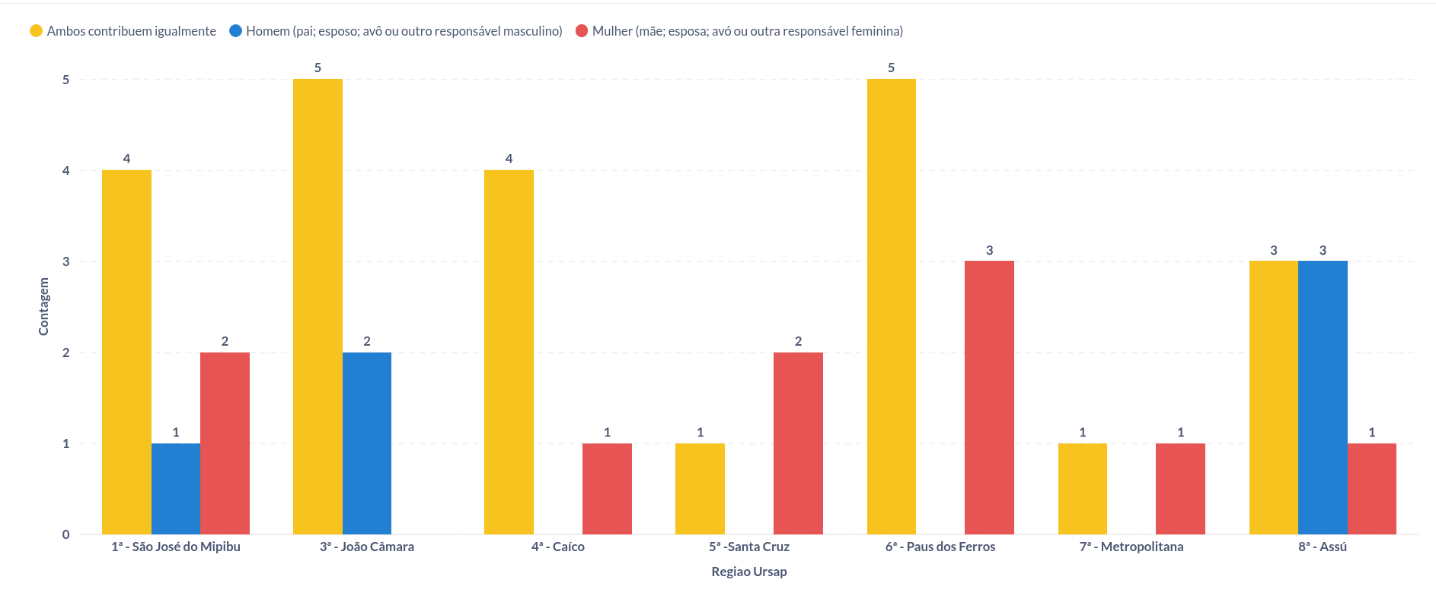 Ambos contribuem igualmente Homem (pai; esposo; avô ou outro responsável masculino) Mulher (mãe; esposa; avó ou outra responsável feminina)
5 5
5
4 4
4
3 3 3
3
2 2 2
2
1 1 1 1 1 1
1
0
Contagem
1ª - São José do Mipibu 3ª - João Câmara 4ª - Caíco 5ª -Santa Cruz 6ª - Paus dos Ferros 7ª - Metropolitana 8ª - Assú
Regiao Ursap